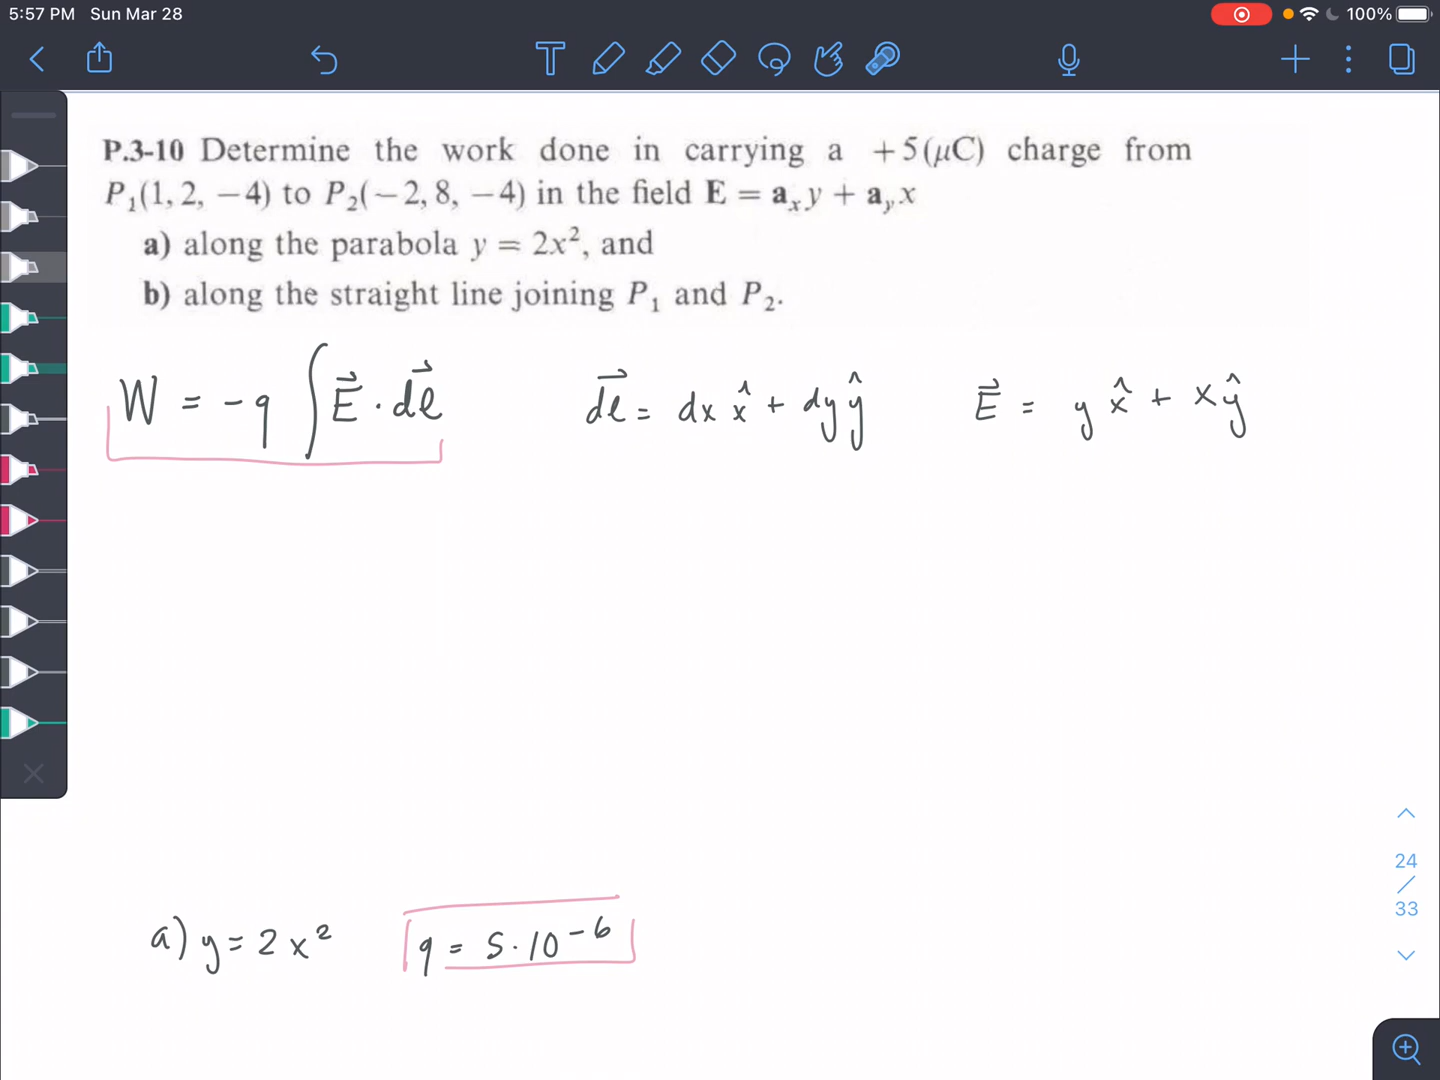 5:57 PM Sun Mar 28 100%
P.3-10 Determine the work done in carrying a +5(μC) charge from
P₁(1, 2, −4) to P₂(−2, 8, −4) in the field E = aₓy + a_yx
a) along the parabola y = 2x², and
b) along the straight line joining P₁ and P₂.
W = -q ∫ E⃗ · dl⃗ dl⃗ = dx x̂ + dy ŷ E⃗ = y x̂ + x ŷ
24
/
33
a) y = 2x² q = 5·10⁻⁶